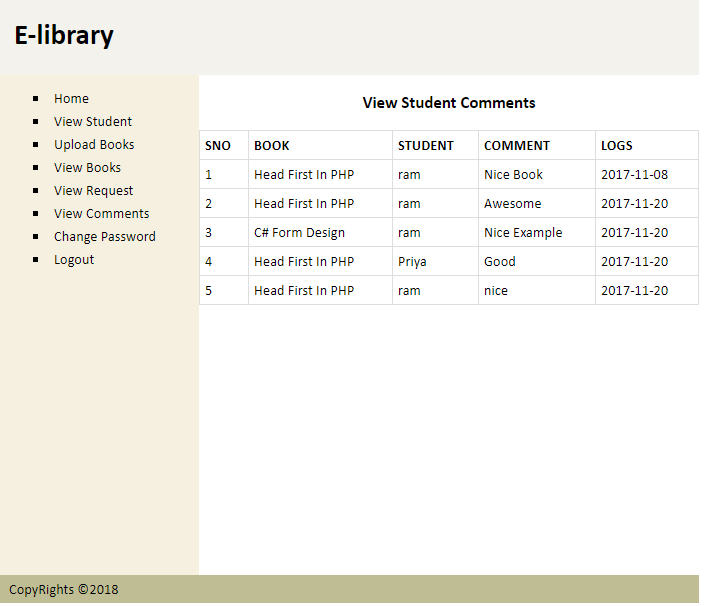 E-library
Home
View Student
Upload Books
View Books
View Request
View Comments
Change Password
Logout
View Student Comments
SNO BOOK STUDENT COMMENT LOGS
1 Head First In PHP ram Nice Book 2017-11-08
2 Head First In PHP ram Awesome 2017-11-20
3 C# Form Design ram Nice Example 2017-11-20
4 Head First In PHP Priya Good 2017-11-20
5 Head First In PHP ram nice 2017-11-20
CopyRights ©2018